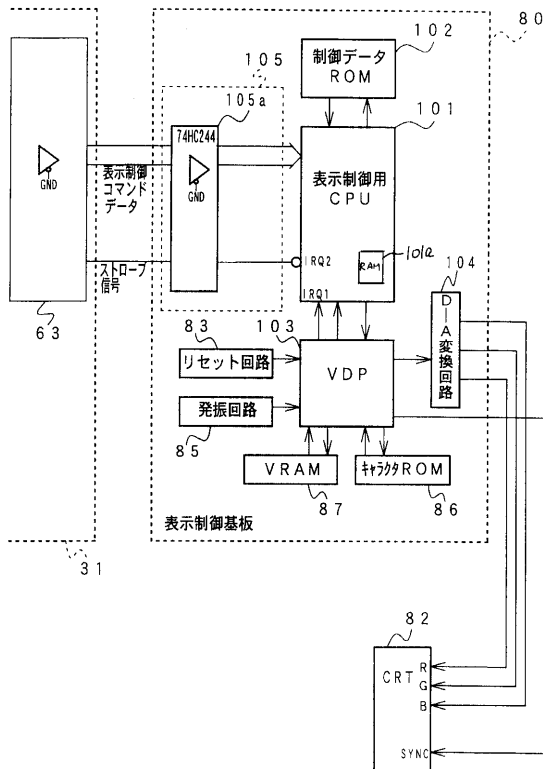 80
102
制御データ
ROM
105
105a
101
74HC244
GND
GND
表示制御
コマンド
データ
表示制御用
CPU
ストローブ
信号
IRQ2
RAM
101a
IRQ1
63
104
D-A変換回路
83
103
リセット回路
VDP
発振回路
85
VRAM
キャラクタROM
87
86
表示制御基板
31
82
CRT
R
G
B
SYNC